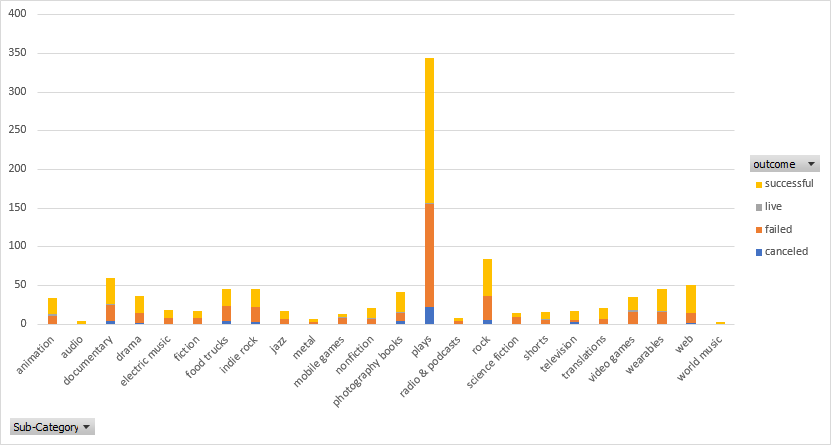 400
350
300
250
200
150
100
50
0
animation
audio
documentary
drama
electric music
fiction
food trucks
indie rock
jazz
metal
mobile games
nonfiction
photography books
plays
radio & podcasts
rock
science fiction
shorts
television
translations
video games
wearables
web
world music
outcome
successful
live
failed
canceled
Sub-Category